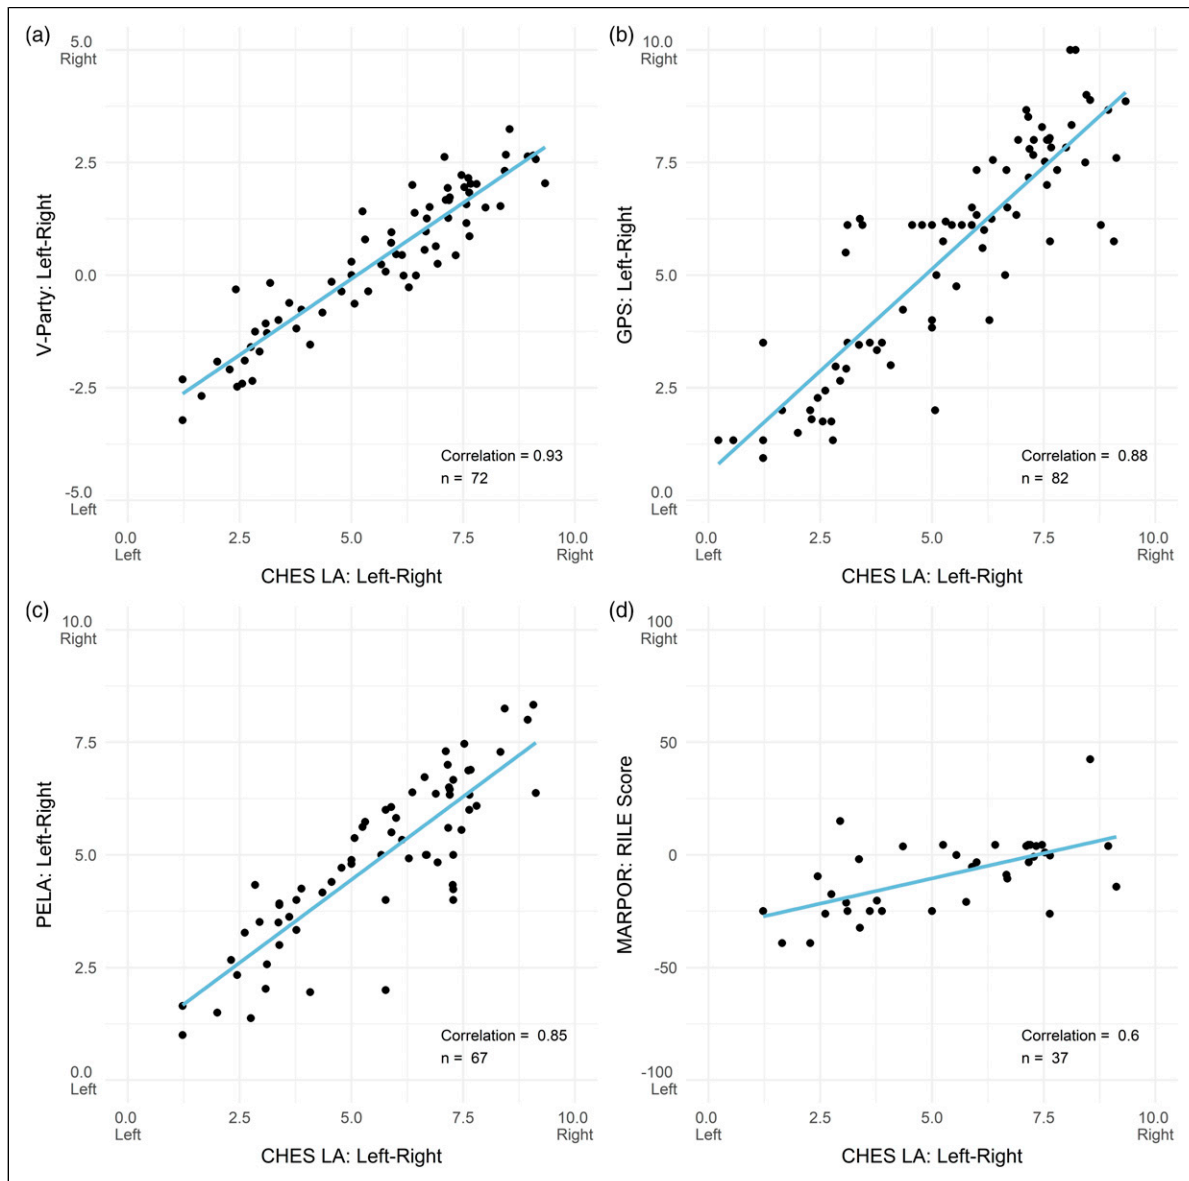 (a)
5.0
Right
2.5
0.0
-2.5
-5.0
Left
V-Party: Left-Right
Correlation = 0.93
n = 72
0.0
Left
2.5
5.0
7.5
10.0
Right
CHES LA: Left-Right
(b)
10.0
Right
7.5
5.0
2.5
0.0
Left
GPS: Left-Right
Correlation = 0.88
n = 82
0.0
Left
2.5
5.0
7.5
10.0
Right
CHES LA: Left-Right
(c)
10.0
Right
7.5
5.0
2.5
0.0
Left
PELA: Left-Right
Correlation = 0.85
n = 67
0.0
Left
2.5
5.0
7.5
10.0
Right
CHES LA: Left-Right
(d)
100
Right
50
0
-50
-100
Left
MARPOR: RILE Score
Correlation = 0.6
n = 37
0.0
Left
2.5
5.0
7.5
10.0
Right
CHES LA: Left-Right